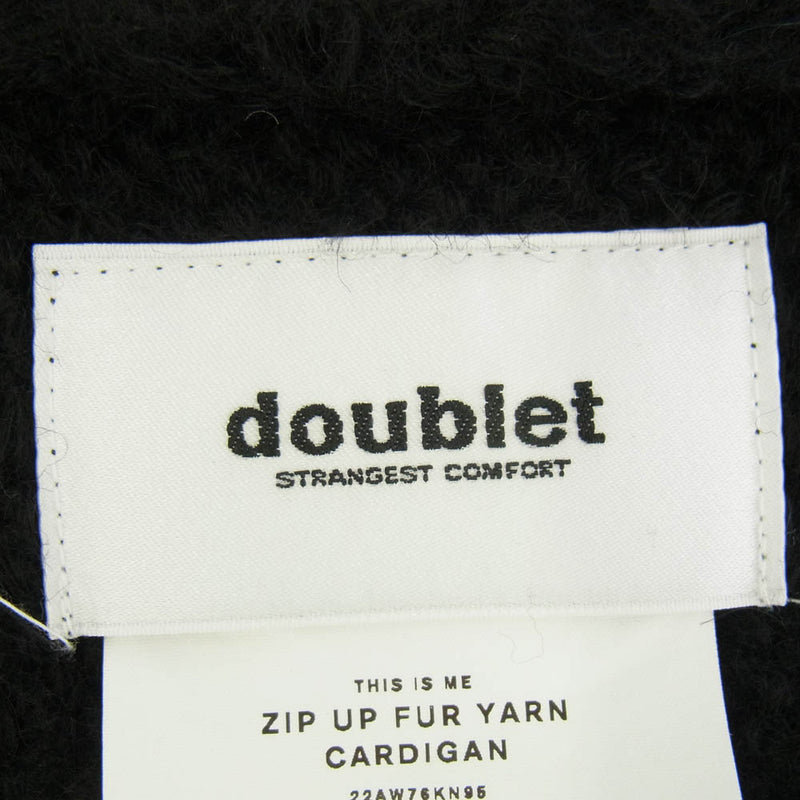 doublet
STRANGEST COMFORT
THIS IS ME
ZIP UP FUR YARN
CARDIGAN
22AW76KN95